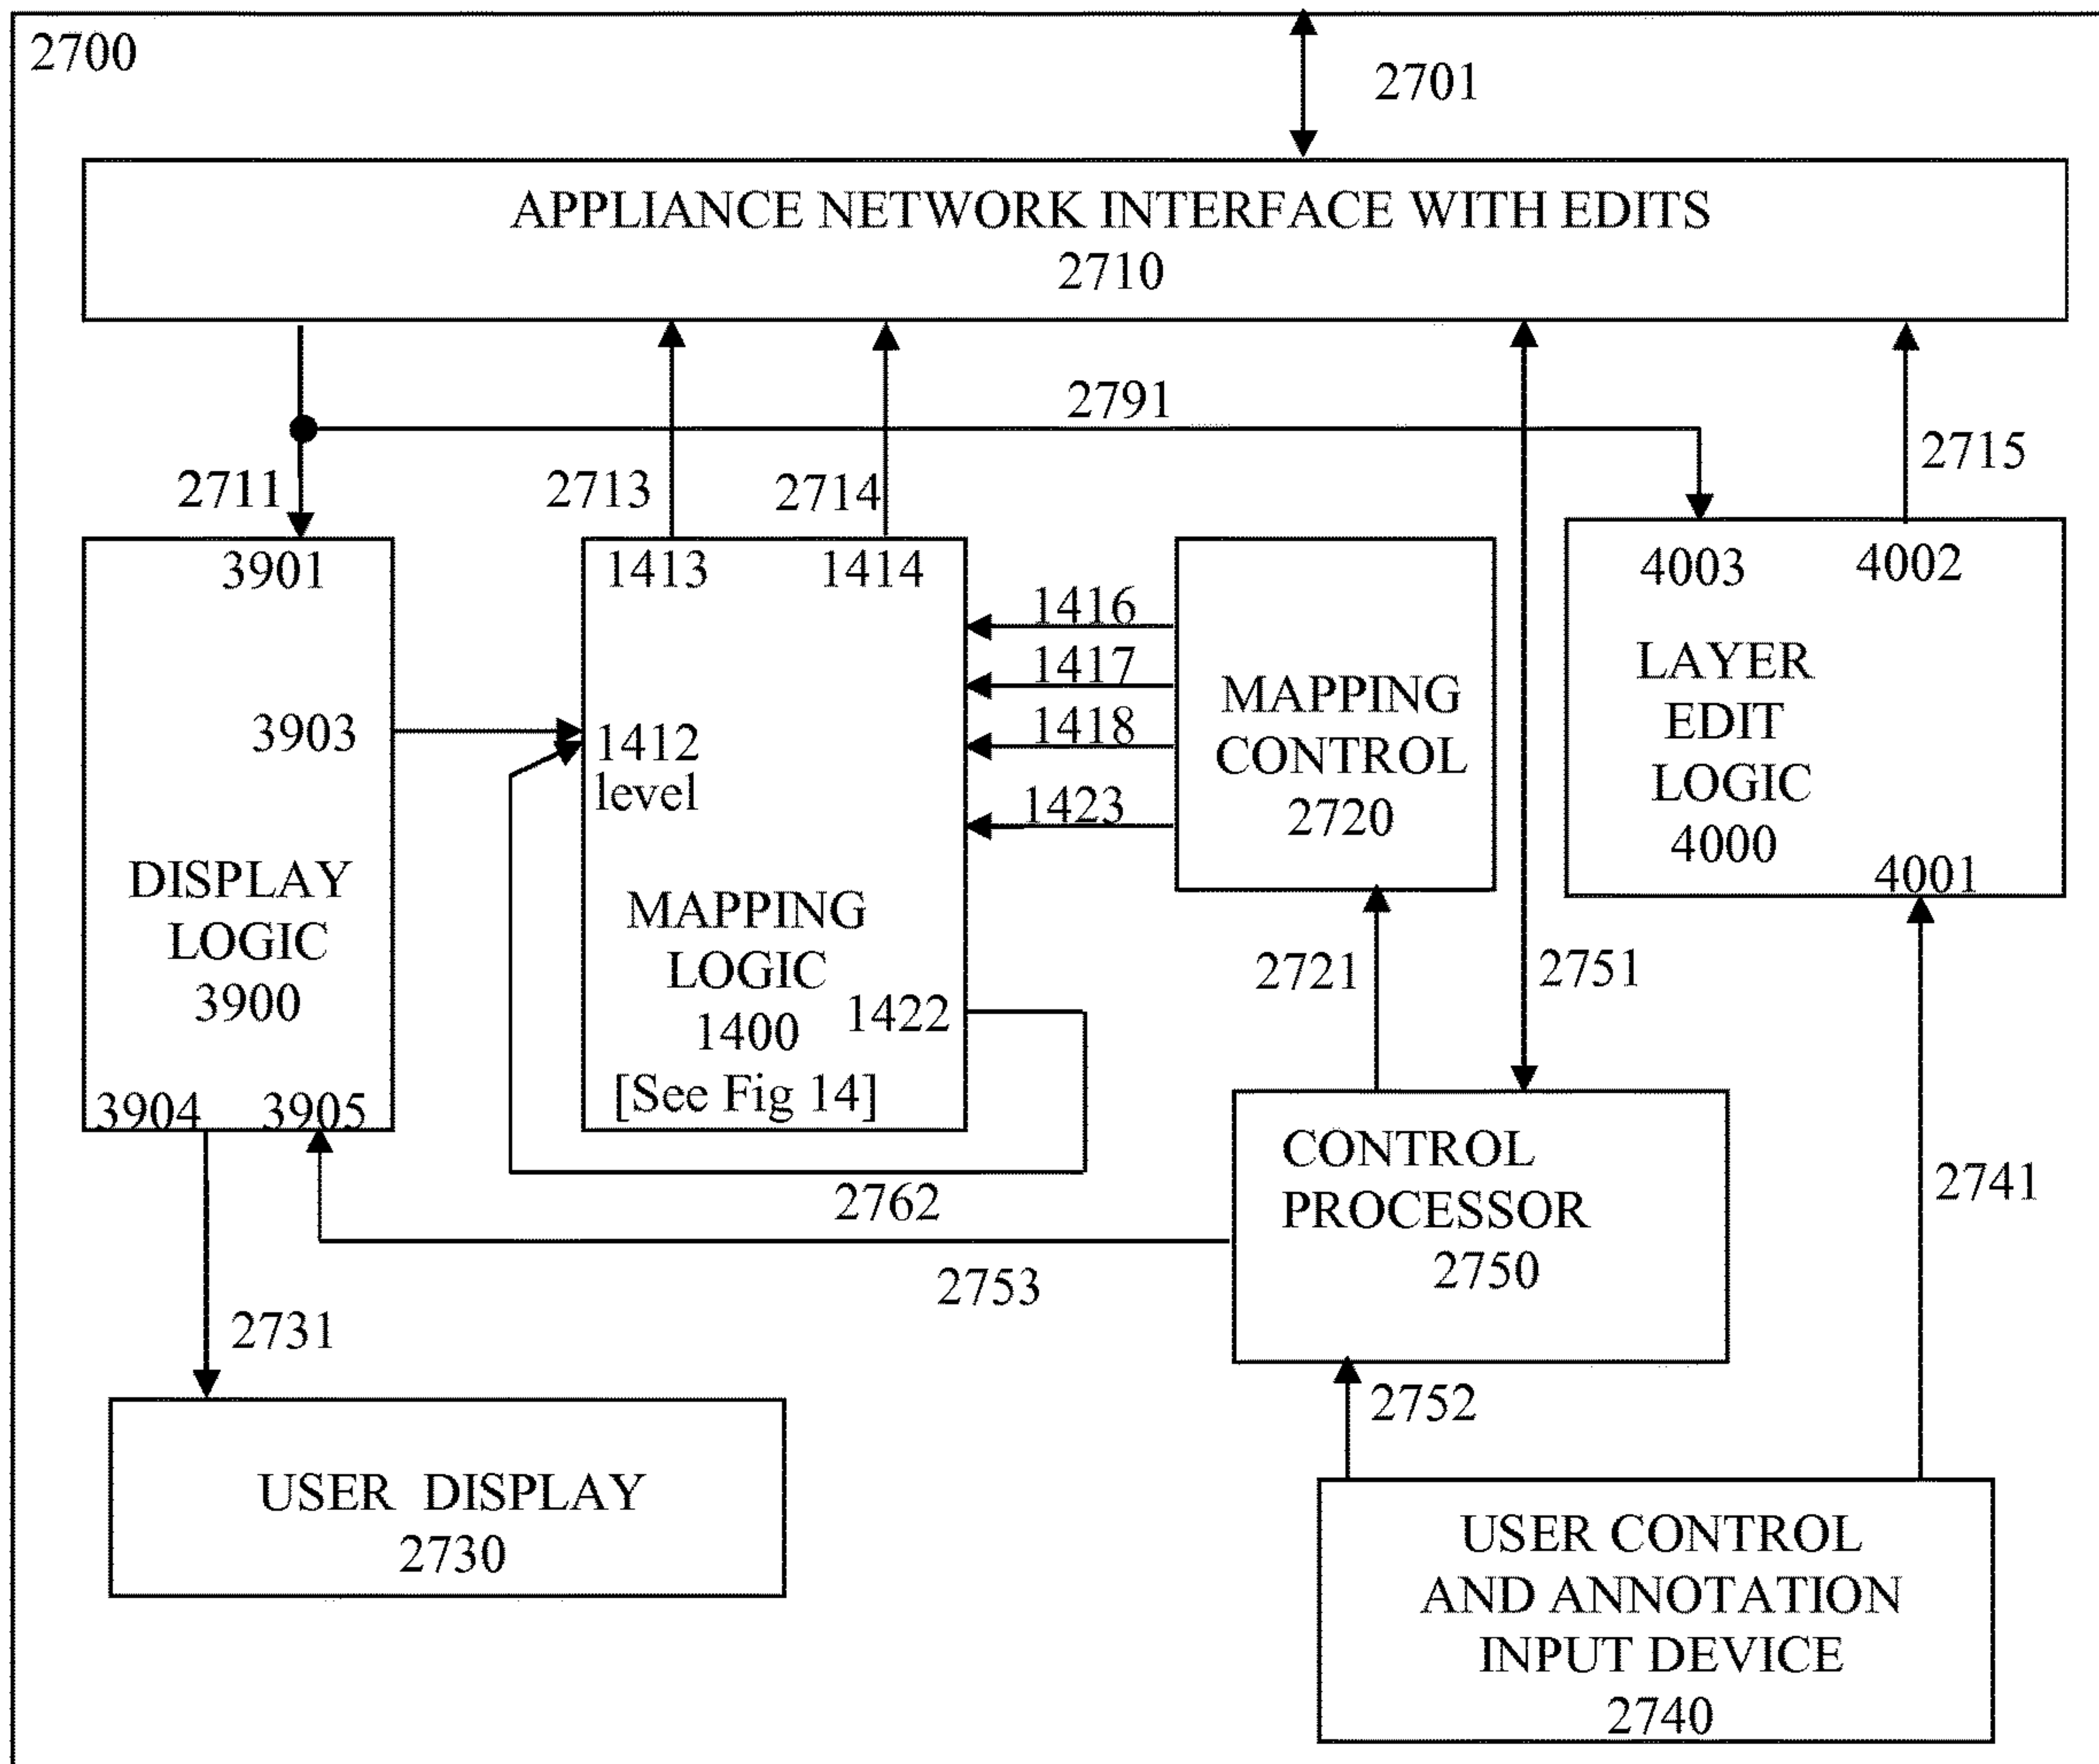 2700
2701
APPLIANCE NETWORK INTERFACE WITH EDITS
2710
2791
2711
2713
2714
2715
3901
1413
1414
4003
4002
1416
1417
1418
1423
3903
1412
level
MAPPING
CONTROL
2720
LAYER
EDIT
LOGIC
4000
4001
DISPLAY
LOGIC
3900
MAPPING
LOGIC
1400
1422
[See Fig 14]
2721
2751
3904
3905
CONTROL
PROCESSOR
2750
2741
2762
2753
2731
2752
USER DISPLAY
2730
USER CONTROL
AND ANNOTATION
INPUT DEVICE
2740